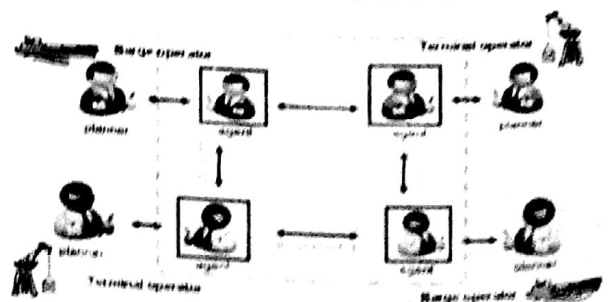 Barge operator
Terminal operator
planner
agent
agent
planner
planner
agent
agent
planner
Terminal operator
Barge operator